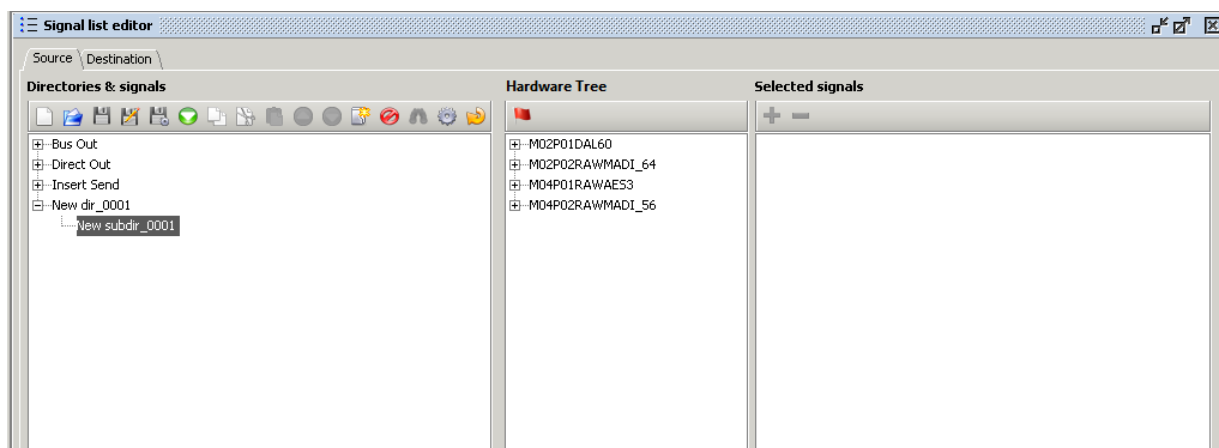 Signal list editor
Source Destination
Directories & signals
Hardware Tree
Selected signals
Bus Out
Direct Out
Insert Send
New dir_0001
New subdir_0001
M02P01DAL60
M02P02RAWMADI_64
M04P01RAWAES3
M04P02RAWMADI_56